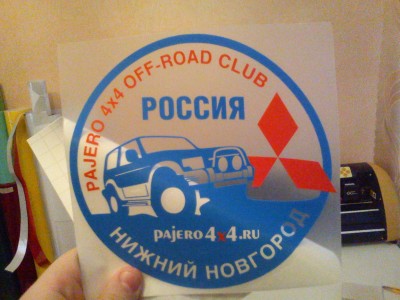 PAJERO 4x4 OFF-ROAD CLUB
РОССИЯ
PAJERO4x4.RU
НИЖНИЙ НОВГОРОД